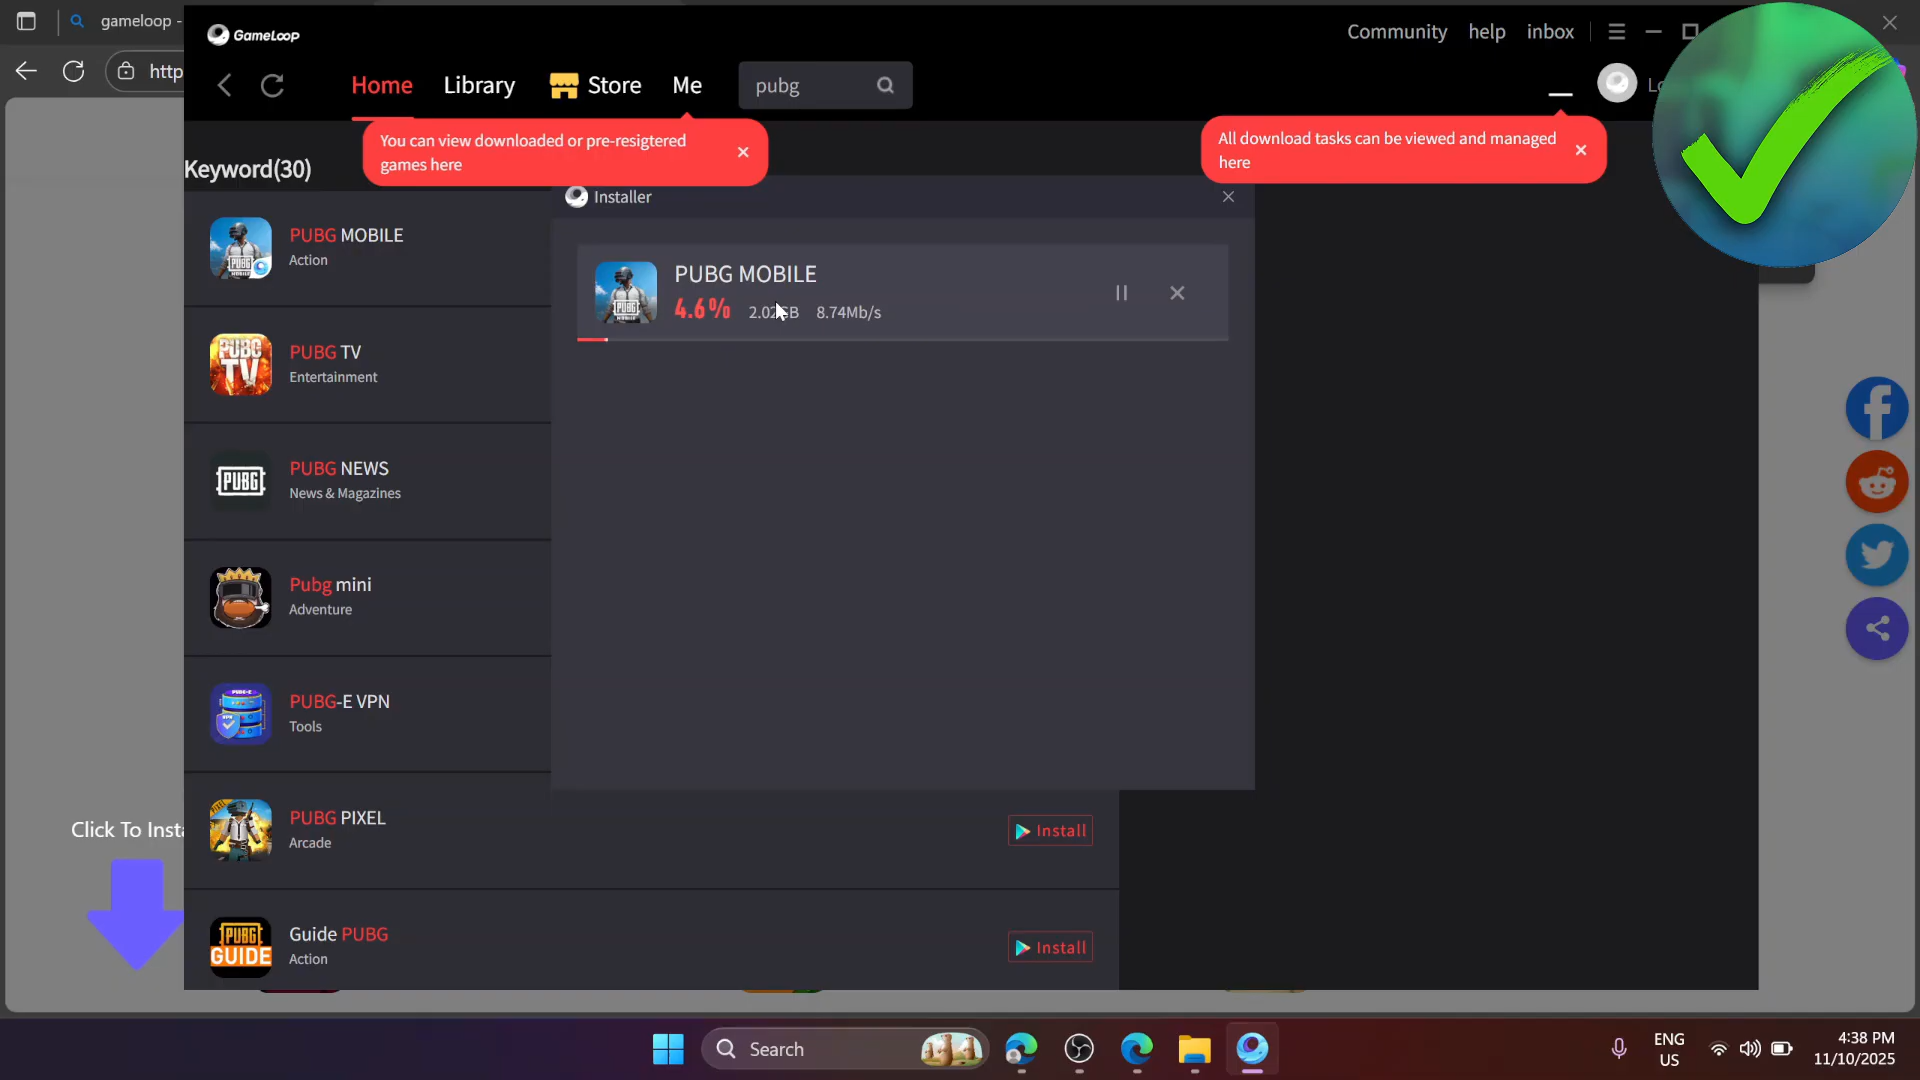 gameloop -
GameLoop
Community help inbox
http
Home Library Store Me pubg
You can view downloaded or pre-resigtered
games here
All download tasks can be viewed and managed
here
Keyword(30)
Installer
PUBG MOBILE
Action
PUBG MOBILE
4.6% 8.74Mb/s
PUBG TV
Entertainment
PUBG NEWS
News & Magazines
Pubg mini
Adventure
PUBG-E VPN
Tools
PUBG PIXEL
Arcade
Install
Guide PUBG
Action
Install
Click To Insta
Search
ENG
US
4:38 PM
11/10/2025